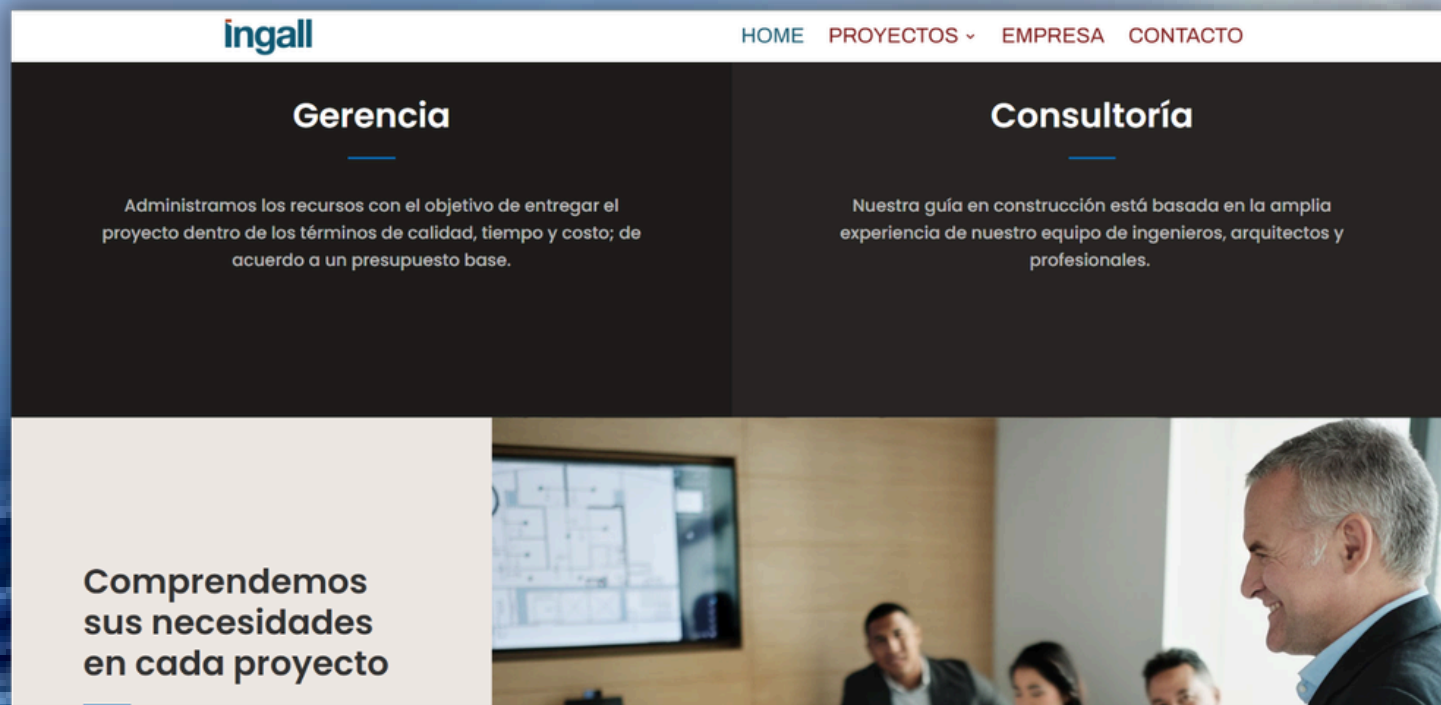 ingall
HOME PROYECTOS EMPRESA CONTACTO
Gerencia
Administramos los recursos con el objetivo de entregar el
proyecto dentro de los términos de calidad, tiempo y costo; de
acuerdo a un presupuesto base.
Consultoría
Nuestra guía en construcción está basada en la amplia
experiencia de nuestro equipo de ingenieros, arquitectos y
profesionales.
Comprendemos
sus necesidades
en cada proyecto